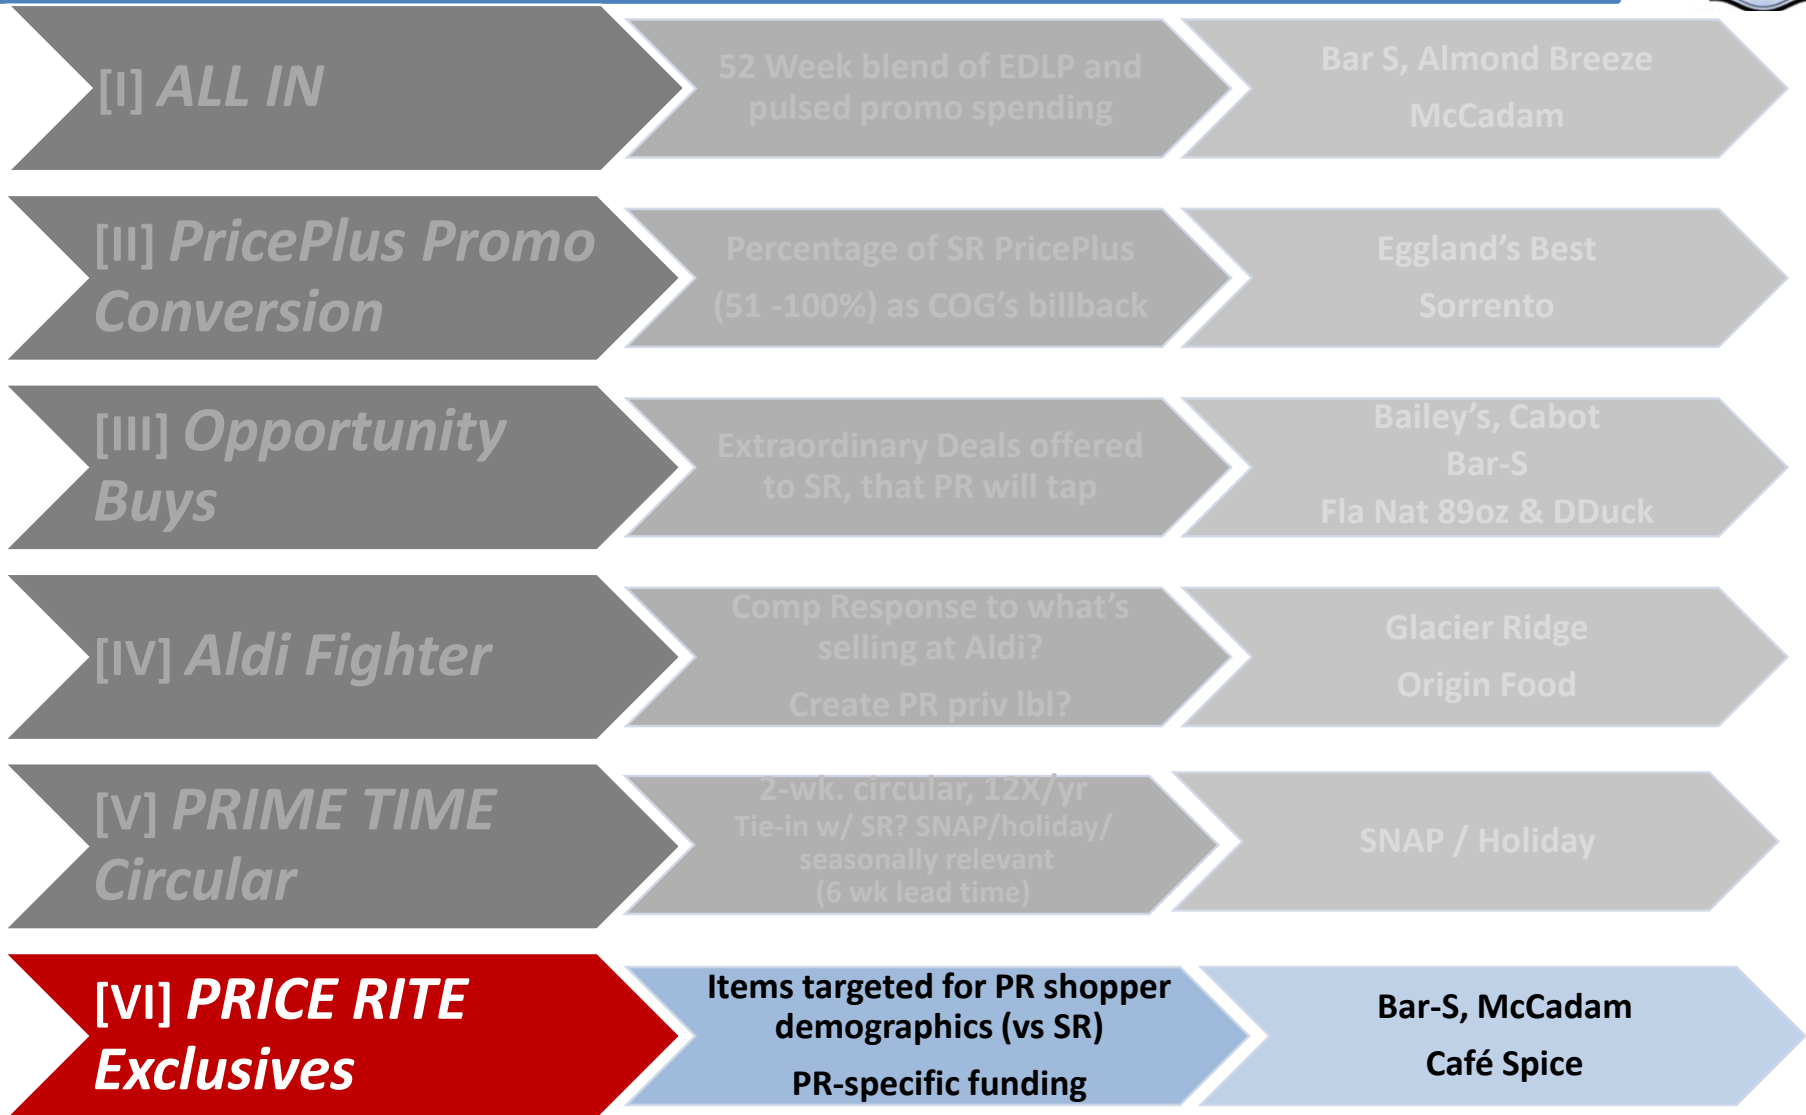 [I] ALL IN
52 Week blend of EDLP and
pulsed promo spending
Bar S, Almond Breeze
McCadam
[II] PricePlus Promo
Conversion
Percentage of SR PricePlus
(51 -100%) as COG’s billback
Eggland’s Best
Sorrento
[III] Opportunity
Buys
Extraordinary Deals offered
to SR, that PR will tap
Bailey’s, Cabot
Bar-S
Fla Nat 89oz & DDuck
[IV] Aldi Fighter
Comp Response to what’s
selling at Aldi?
Create PR priv lbl?
Glacier Ridge
Origin Food
[V] PRIME TIME
Circular
2-wk. circular, 12X/yr
Tie-in w/ SR? SNAP/holiday/
seasonally relevant
(6 wk lead time)
SNAP / Holiday
[VI] PRICE RITE
Exclusives
Items targeted for PR shopper
demographics (vs SR)
PR-specific funding
Bar-S, McCadam
Café Spice